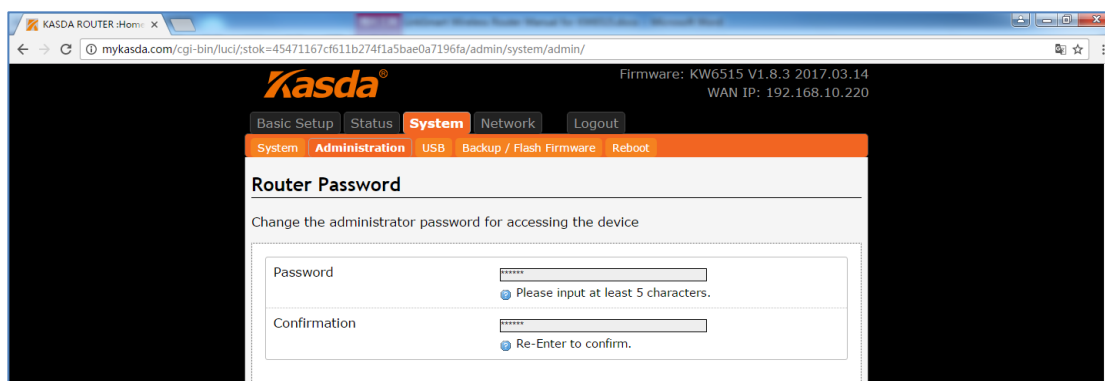 KASDA ROUTER :Home
mykasda.com/cgi-bin/luci/;stok=45471167cf611b274f1a5bae0a7196fa/admin/system/admin/
Kasda®
Firmware: KW6515 V1.8.3 2017.03.14
WAN IP: 192.168.10.220
Basic Setup Status System Network Logout
System Administration USB Backup / Flash Firmware Reboot
Router Password
Change the administrator password for accessing the device
Password ******
Please input at least 5 characters.
Confirmation ******
Re-Enter to confirm.